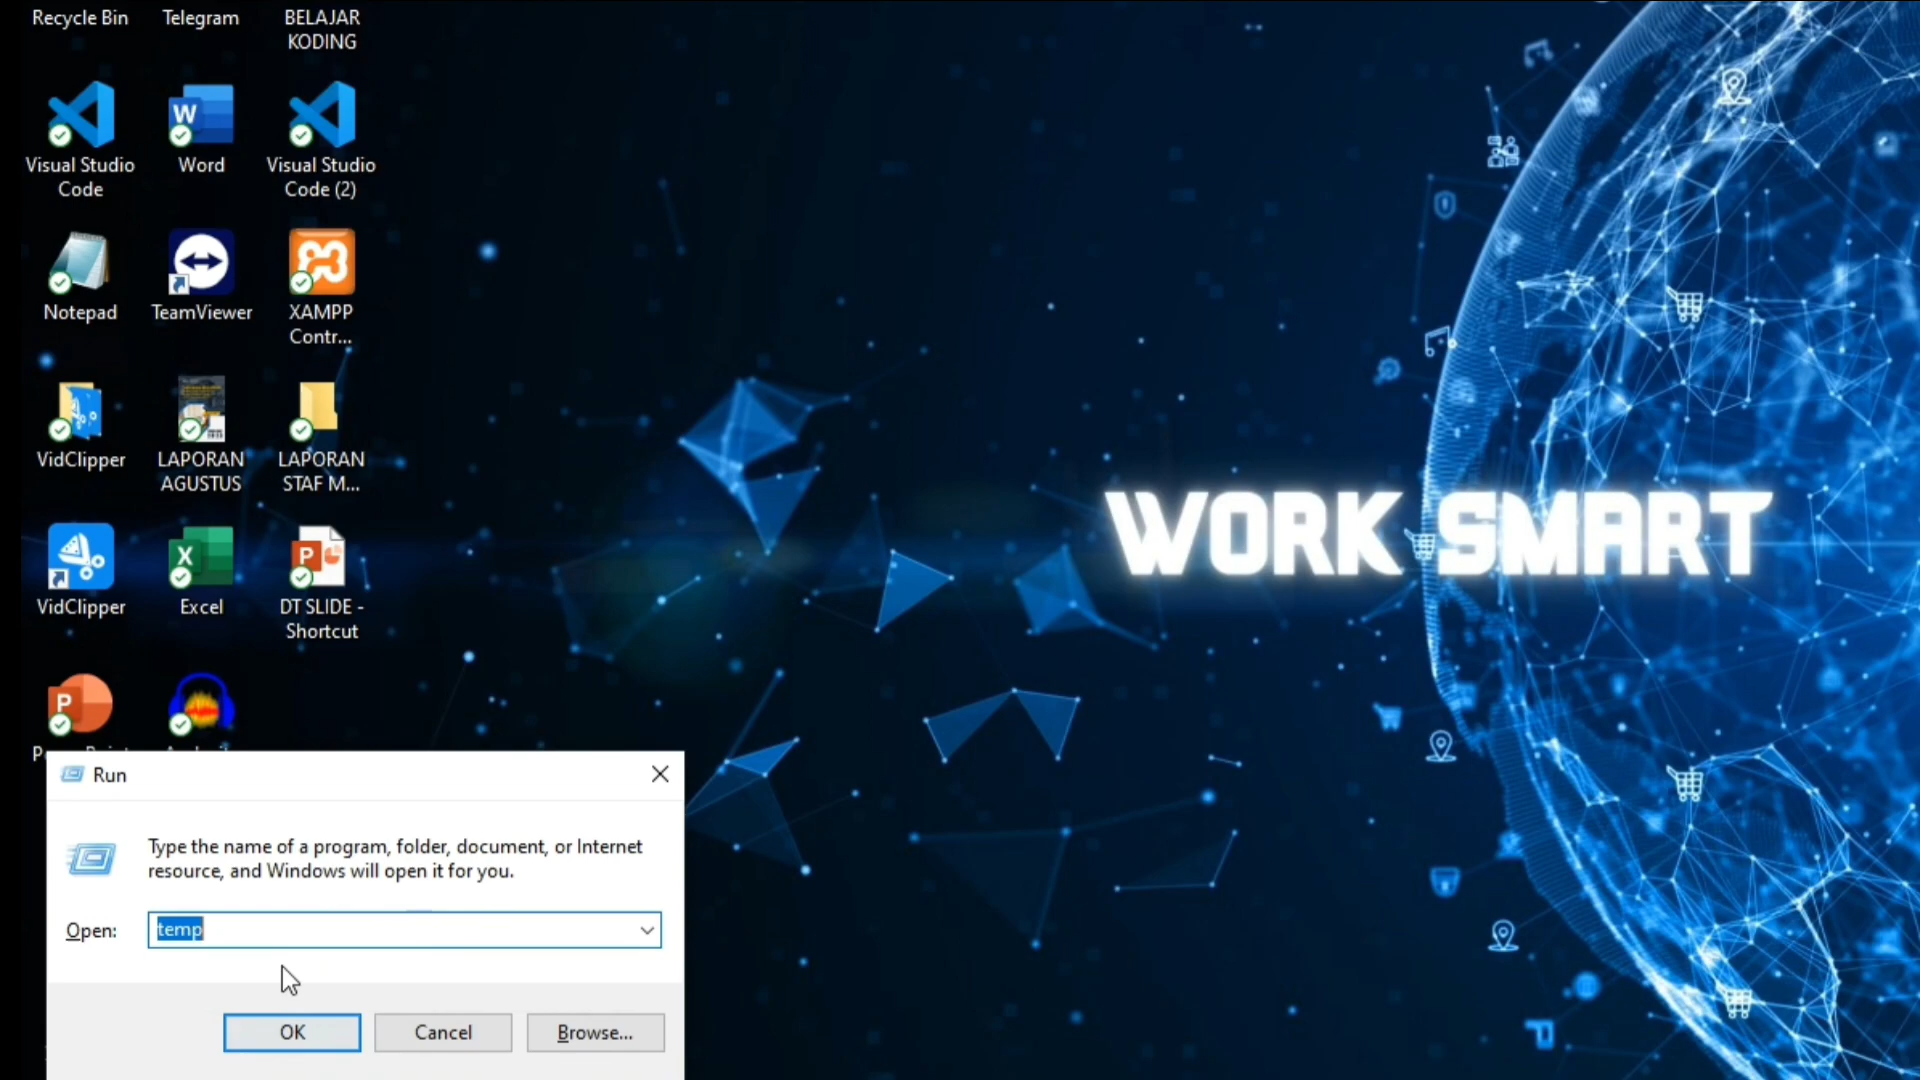 Recycle Bin
Telegram
BELAJAR
KODING
Visual Studio
Code
Word
Visual Studio
Code (2)
Notepad
TeamViewer
XAMPP
Contr...
VidClipper
LAPORAN
AGUSTUS
LAPORAN
STAF M...
VidClipper
Excel
DT SLIDE -
Shortcut
WORK SMART
Run
Type the name of a program, folder, document, or Internet
resource, and Windows will open it for you.
Open:
temp
OK
Cancel
Browse...